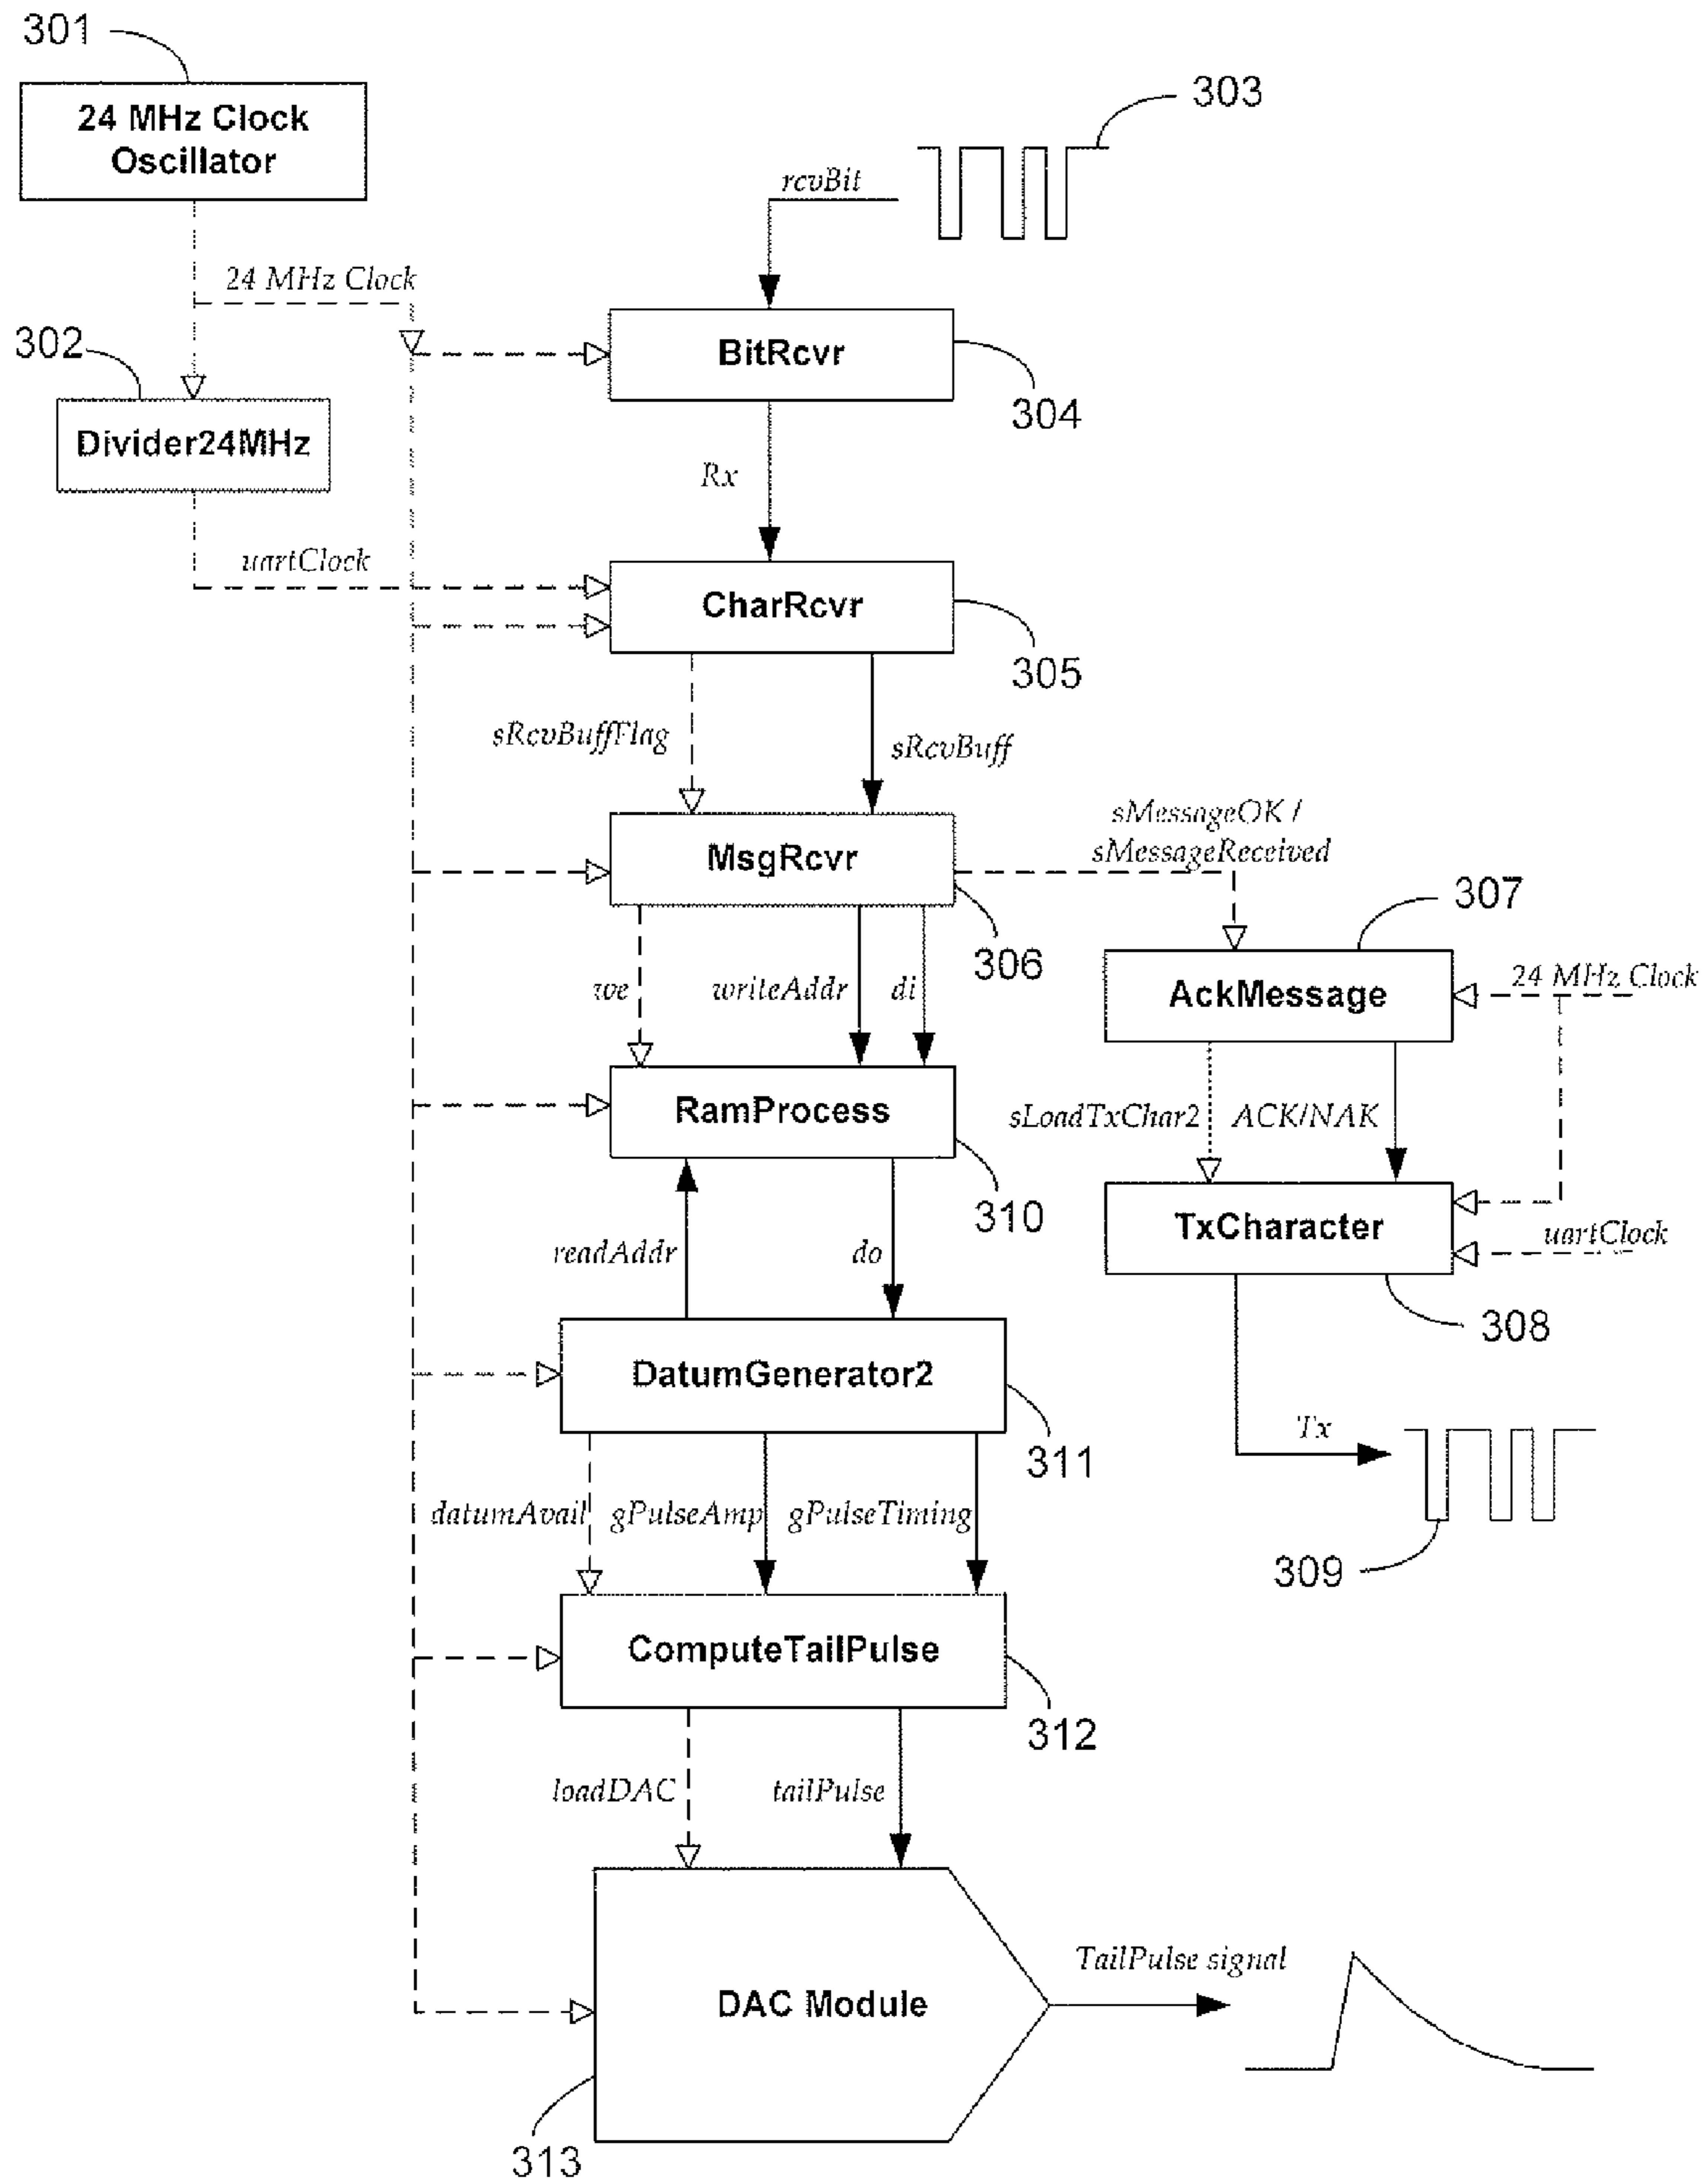 301
24 MHz Clock
Oscillator
303
rcvBit
24 MHz Clock
302
BitRcvr
304
Divider24MHz
Rx
uartClock
CharRcvr
305
sRcvBuffFlag
sRcvBuff
sMessageOK /
sMessageReceived
MsgRcvr
306
307
we
writeAddr
di
AckMessage
24 MHz Clock
RamProcess
310
sLoadTxChar2
ACK/NAK
TxCharacter
uartClock
308
readAddr
do
DatumGenerator2
311
Tx
309
datumAvail
gPulseAmp
gPulseTiming
ComputeTailPulse
312
loadDAC
tailPulse
DAC Module
TailPulse signal
313